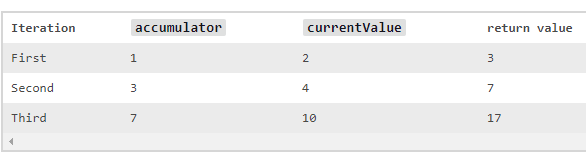 Iteration accumulator currentValue return value
First 1 2 3
Second 3 4 7
Third 7 10 17